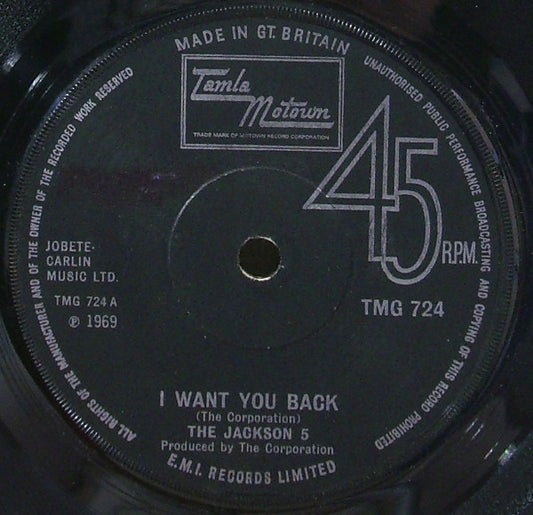 MADE IN GT. BRITAIN
UNAUTHORISED PUBLIC PERFORMANCE BROADCASTING AND COPYING OF THIS RECORD PROHIBITED
ALL RIGHTS OF THE MANUFACTURER AND OF THE OWNER OF THE RECORDED WORK RESERVED
Tamla
Motown
TRADE MARK OF MOTOWN RECORD CORPORATION
45
R.P.M.
JOBETE-
CARLIN
MUSIC LTD.
TMG 724 A
℗ 1969
TMG 724
I WANT YOU BACK
(The Corporation)
THE JACKSON 5
Produced by The Corporation
E.M.I. RECORDS LIMITED